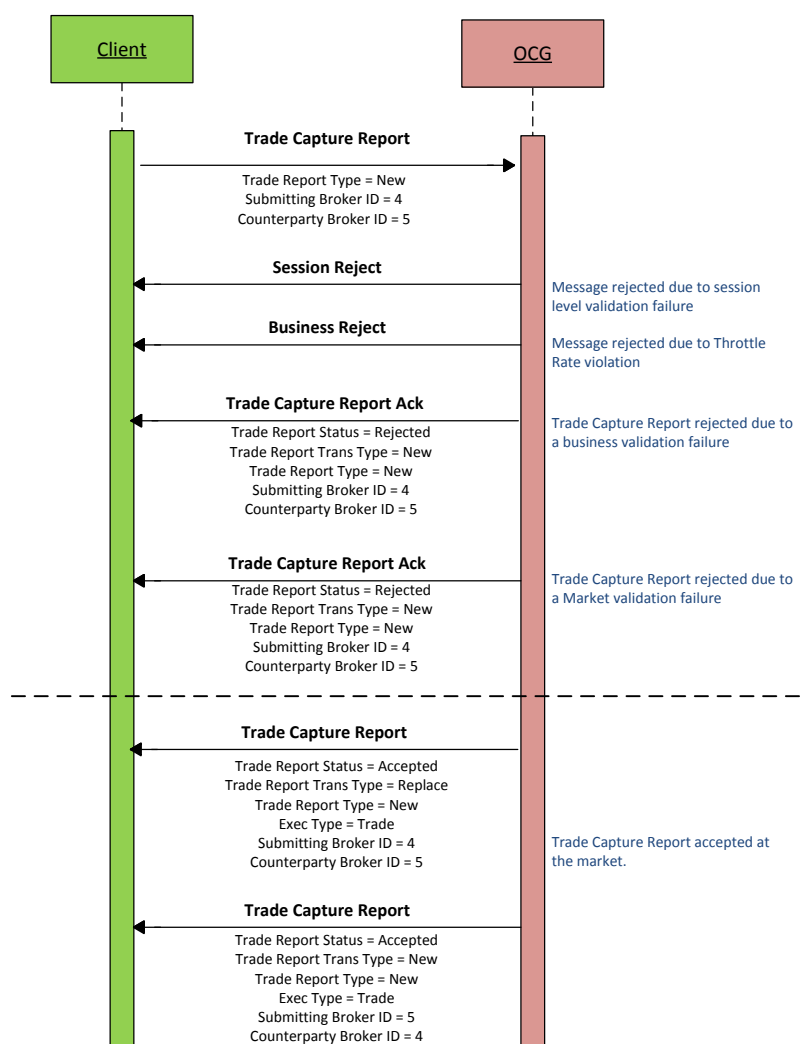 Client
OCG
Trade Capture Report
Trade Report Type = New
Submitting Broker ID = 4
Counterparty Broker ID = 5
Session Reject
Message rejected due to session
level validation failure
Business Reject
Message rejected due to Throttle
Rate violation
Trade Capture Report Ack
Trade Report Status = Rejected
Trade Report Trans Type = New
Trade Report Type = New
Submitting Broker ID = 4
Counterparty Broker ID = 5
Trade Capture Report rejected due to
a business validation failure
Trade Capture Report Ack
Trade Report Status = Rejected
Trade Report Trans Type = New
Trade Report Type = New
Submitting Broker ID = 4
Counterparty Broker ID = 5
Trade Capture Report rejected due to
a Market validation failure
Trade Capture Report
Trade Report Status = Accepted
Trade Report Trans Type = Replace
Trade Report Type = New
Exec Type = Trade
Submitting Broker ID = 4
Counterparty Broker ID = 5
Trade Capture Report accepted at
the market.
Trade Capture Report
Trade Report Status = Accepted
Trade Report Trans Type = New
Trade Report Type = New
Exec Type = Trade
Submitting Broker ID = 5
Counterparty Broker ID = 4